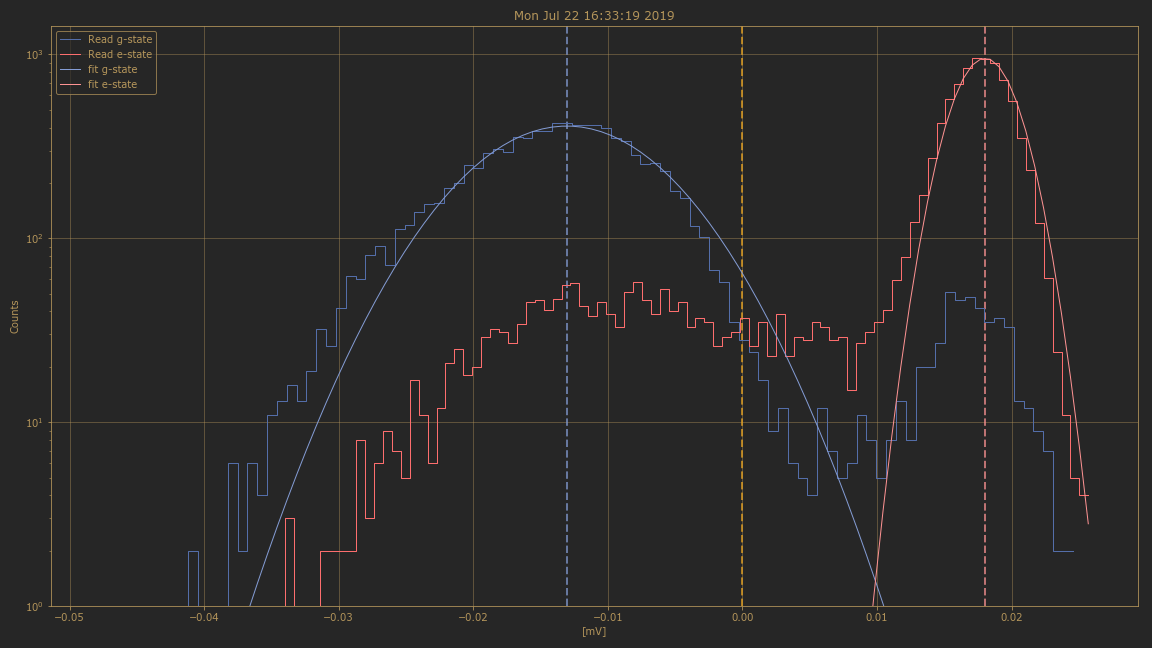 Mon Jul 22 16:33:19 2019
Read g-state
Read e-state
fit g-state
fit e-state
Counts
10³
10²
10¹
10⁰
−0.05 −0.04 −0.03 −0.02 −0.01 0.00 0.01 0.02
[mV]